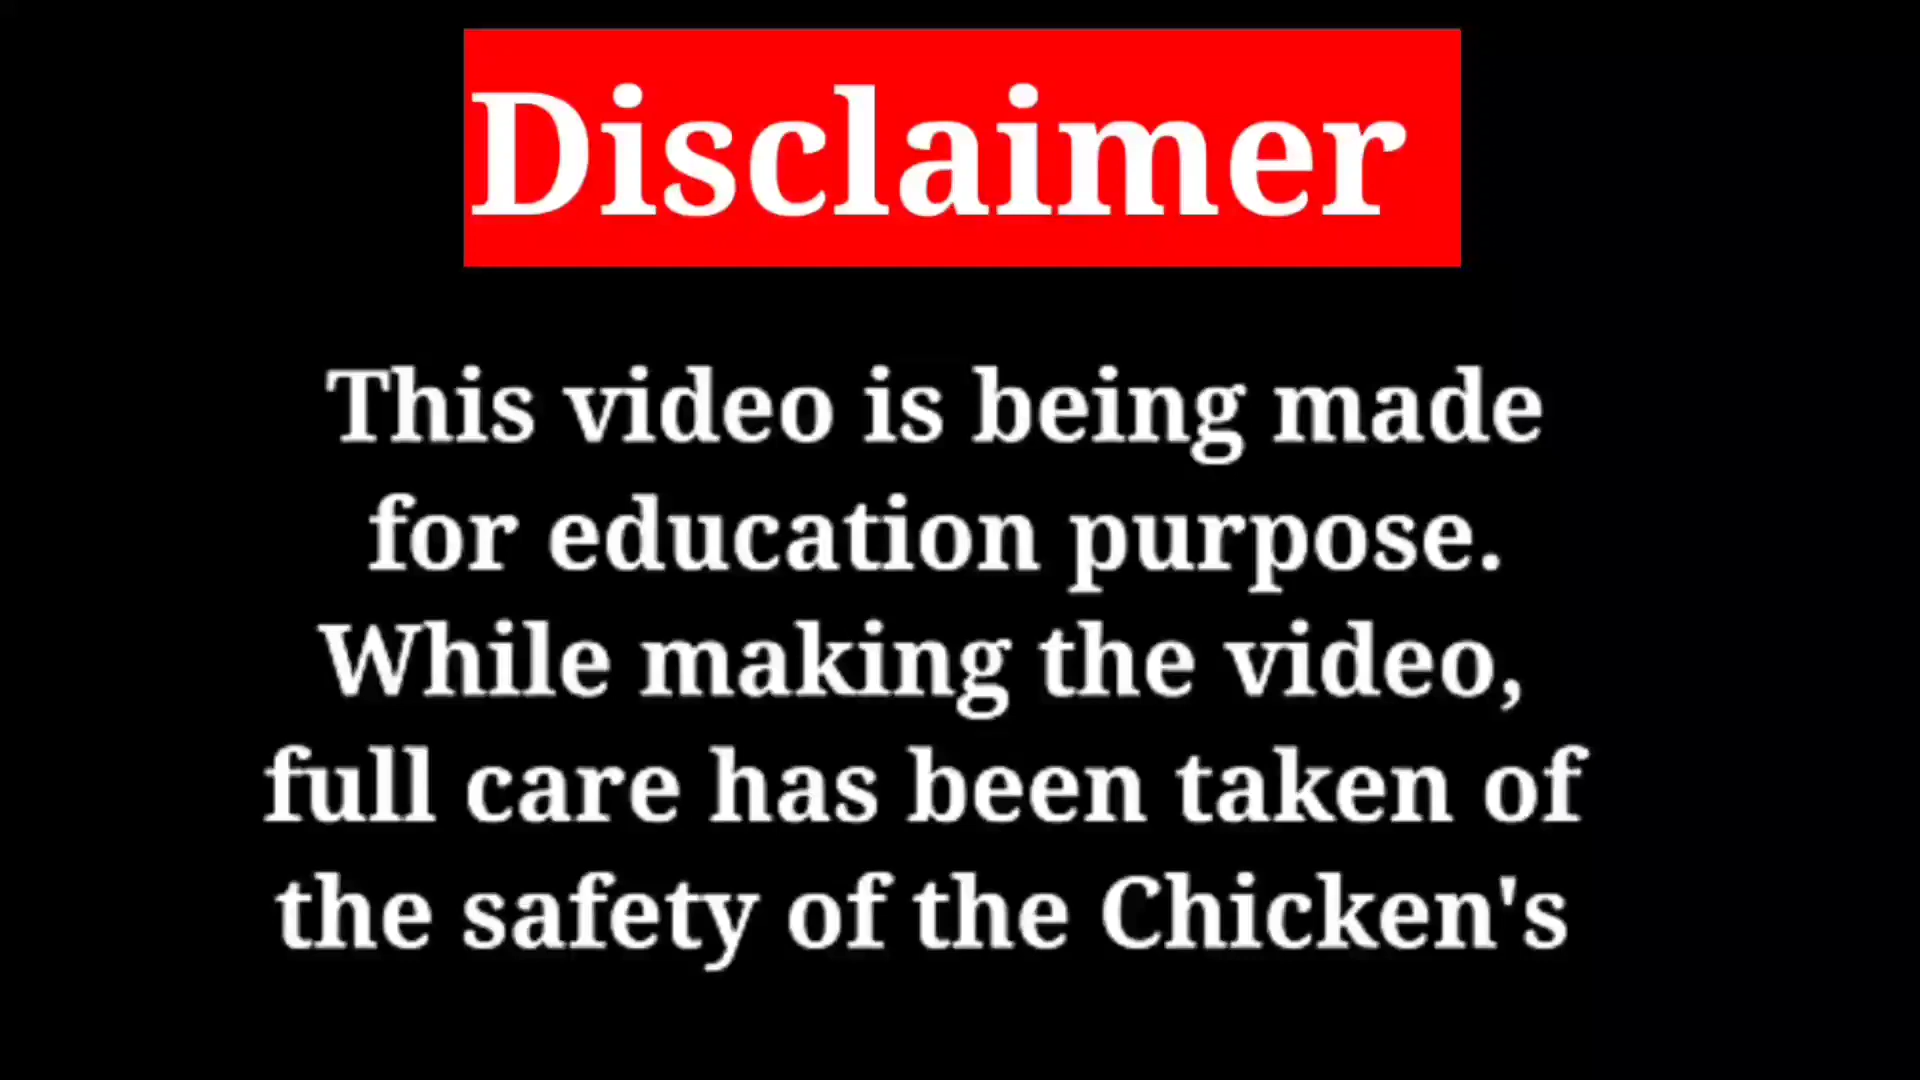 Disclaimer
This video is being made
for education purpose.
While making the video,
full care has been taken of
the safety of the Chicken's